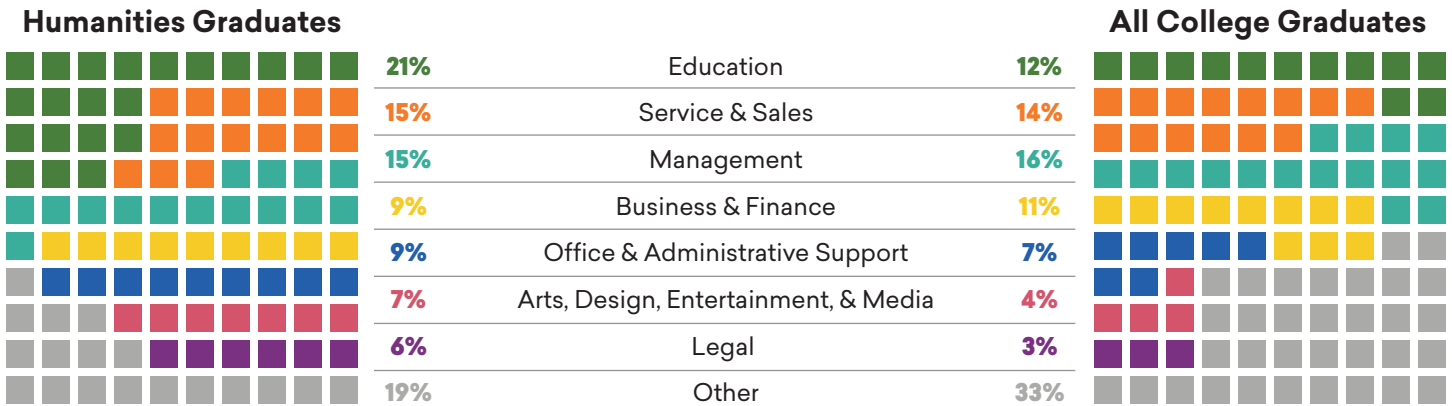 Humanities Graduates
All College Graduates
21% Education 12%
15% Service & Sales 14%
15% Management 16%
9% Business & Finance 11%
9% Office & Administrative Support 7%
7% Arts, Design, Entertainment, & Media 4%
6% Legal 3%
19% Other 33%